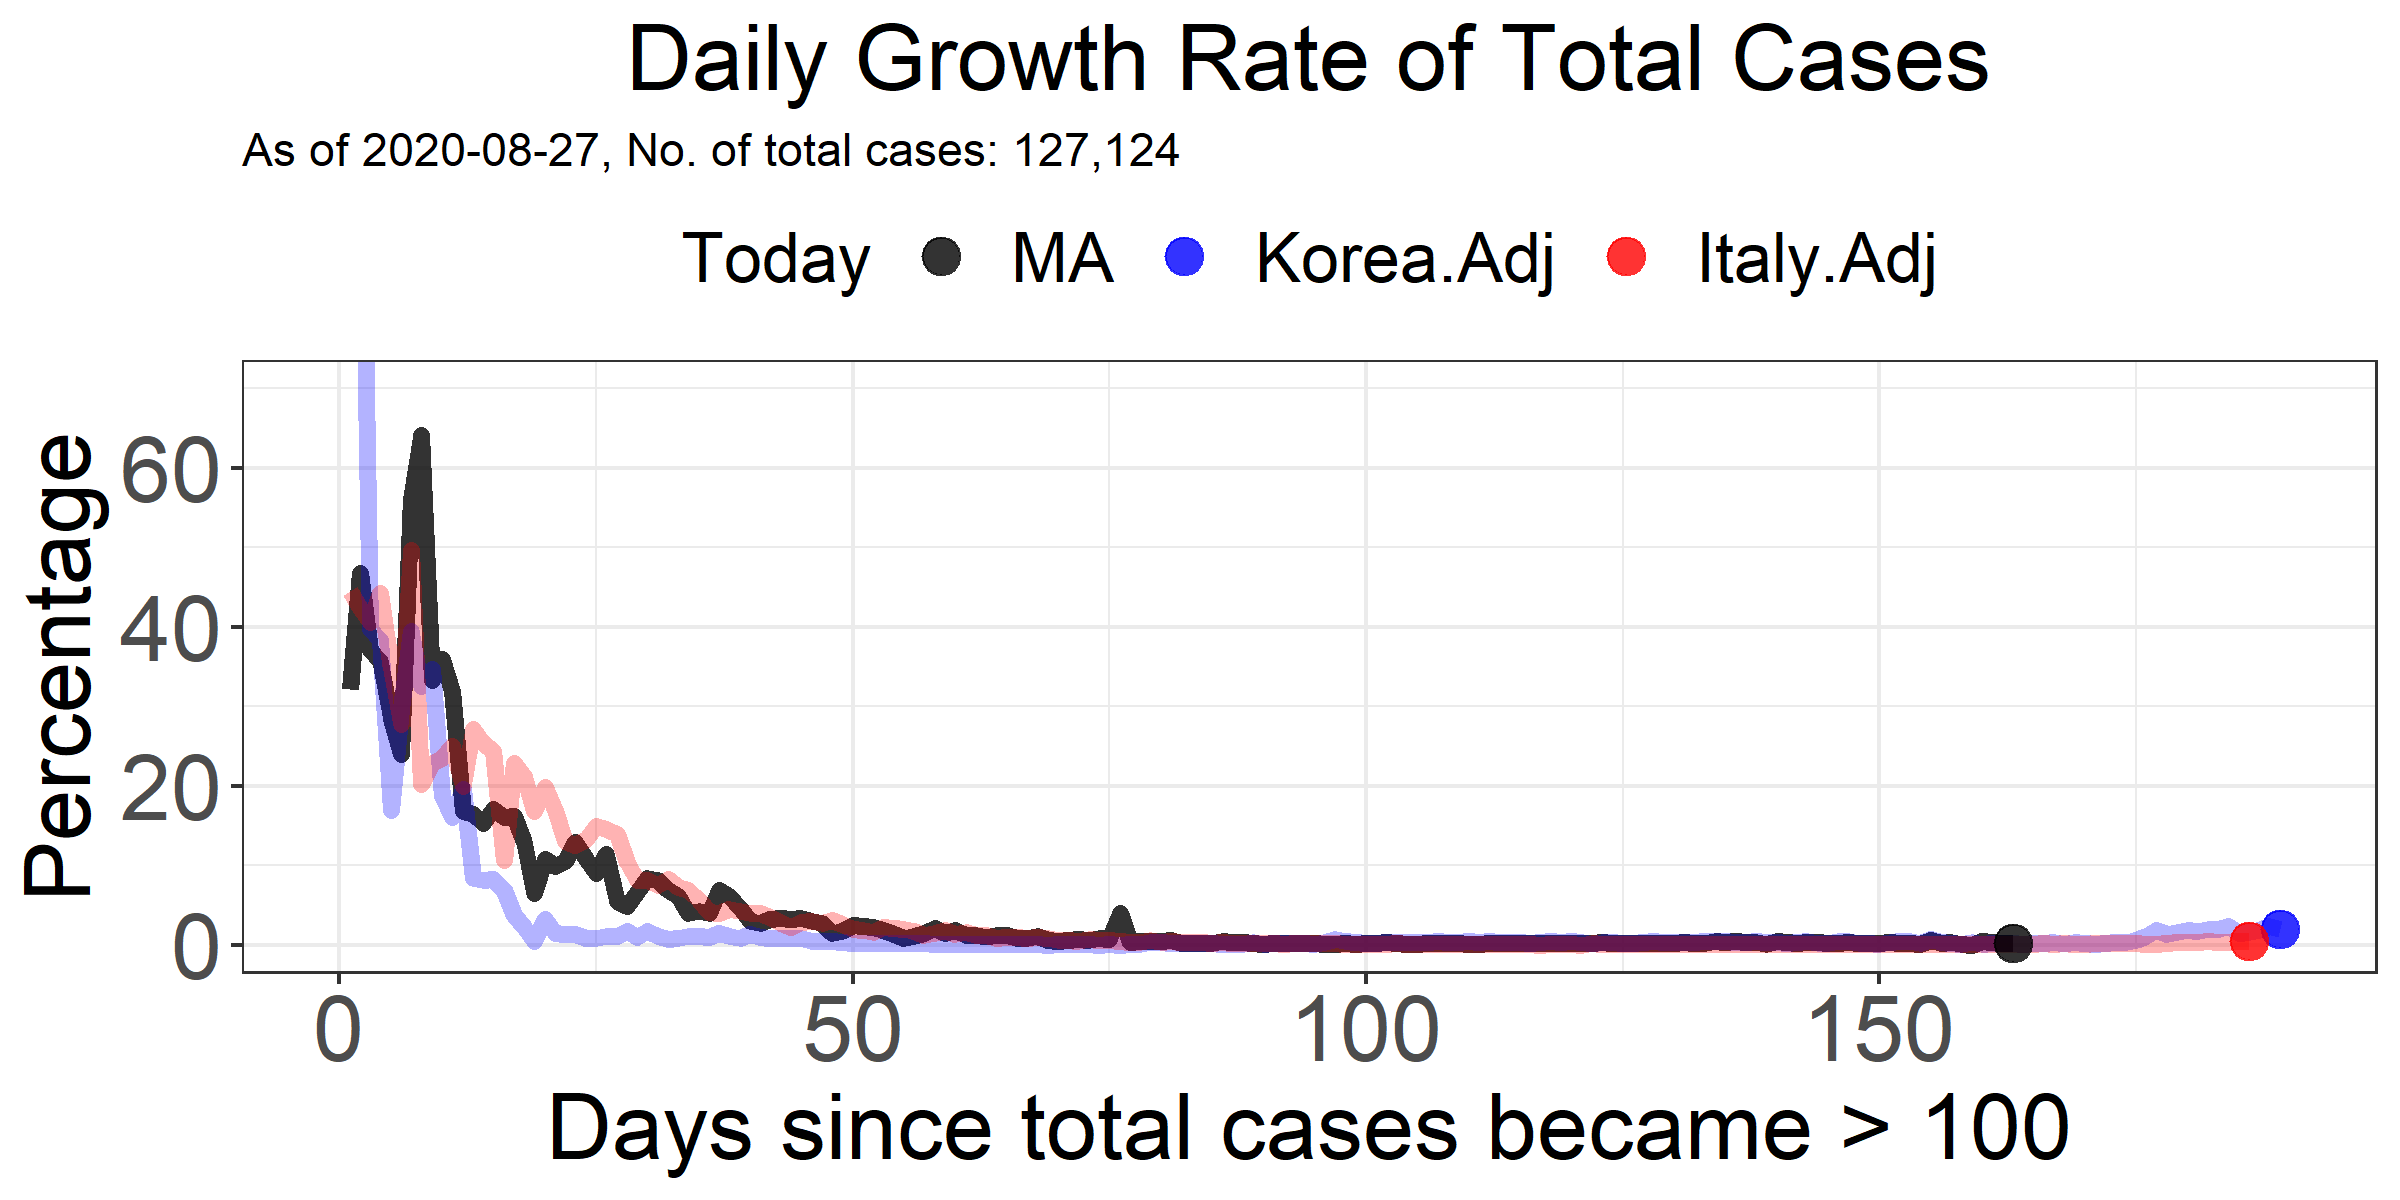 Daily Growth Rate of Total Cases
As of 2020-08-27, No. of total cases: 127,124
Today MA Korea.Adj Italy.Adj
Percentage
60
40
20
0
0 50 100 150
Days since total cases became > 100